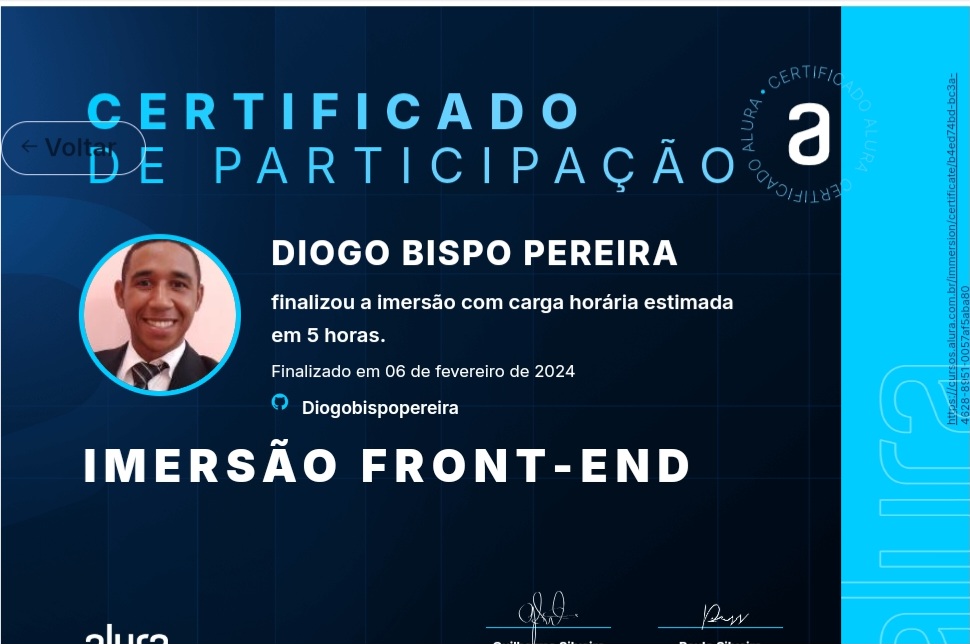 CERTIFICADO
← Voltar
DE PARTICIPAÇÃO
CERTIFICADO ALURA • CERTIFICADO ALURA
a
DIOGO BISPO PEREIRA
finalizou a imersão com carga horária estimada
em 5 horas.
Finalizado em 06 de fevereiro de 2024
Diogobispopereira
IMERSÃO FRONT-END
https://cursos.alura.com.br/immersion/certificate/b4ed74bd-bc3a-
4628-8951-0057af5aba80
alura
alura